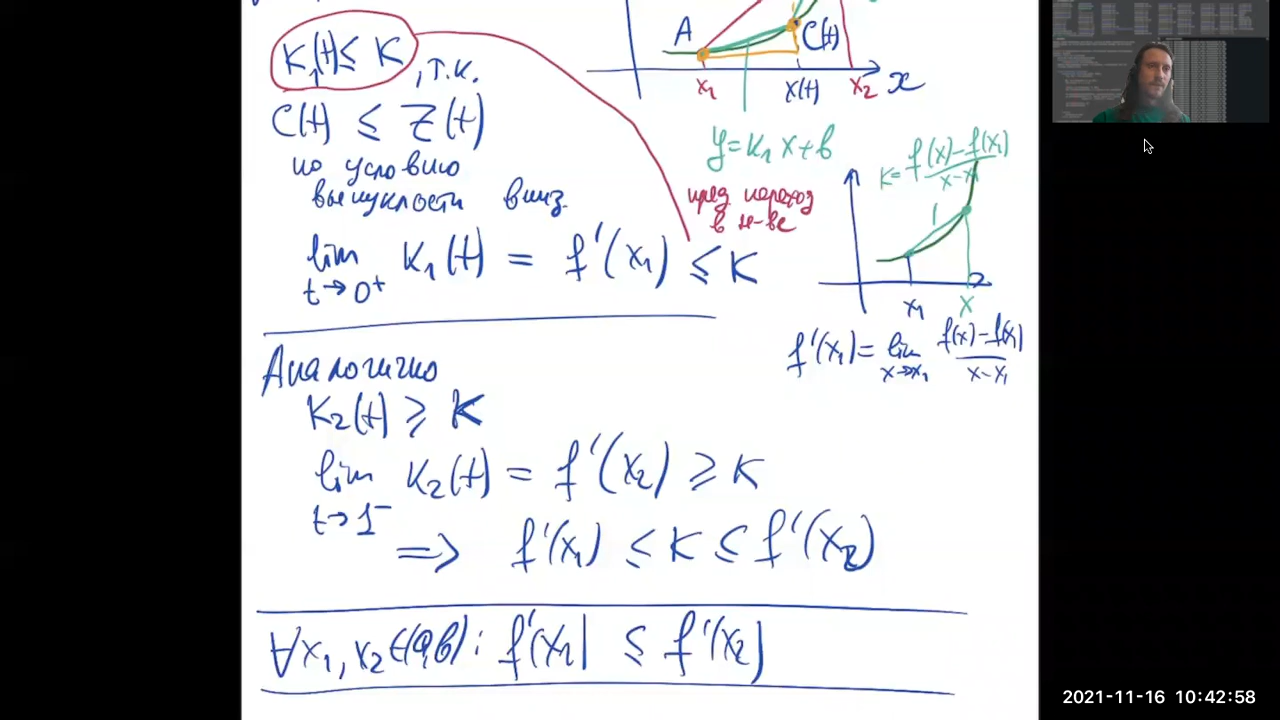 K₁(t) ≤ K, т.к.
C(t) ≤ Z(t)
по условию
выпуклости вниз.
lim K₁(t) = f'(x₁) ≤ K
t→0⁺
A
C(t)
x₁
x(t)
x₂
x
y=K₁x+b
пред. переход
в н-ве
K= f(x)-f(x₁)
x-x₁
x₁
x
f'(x₁)= lim f(x)-f(x₁)
x→x₁ x-x₁
Аналогично
K₂(t) ≥ K
lim K₂(t) = f'(x₂) ≥ K
t→1⁻
=> f'(x₁) ≤ K ≤ f'(x₂)
∀x₁, x₂∈(a,b): f'(x₁) ≤ f'(x₂)
2021-11-16 10:42:58